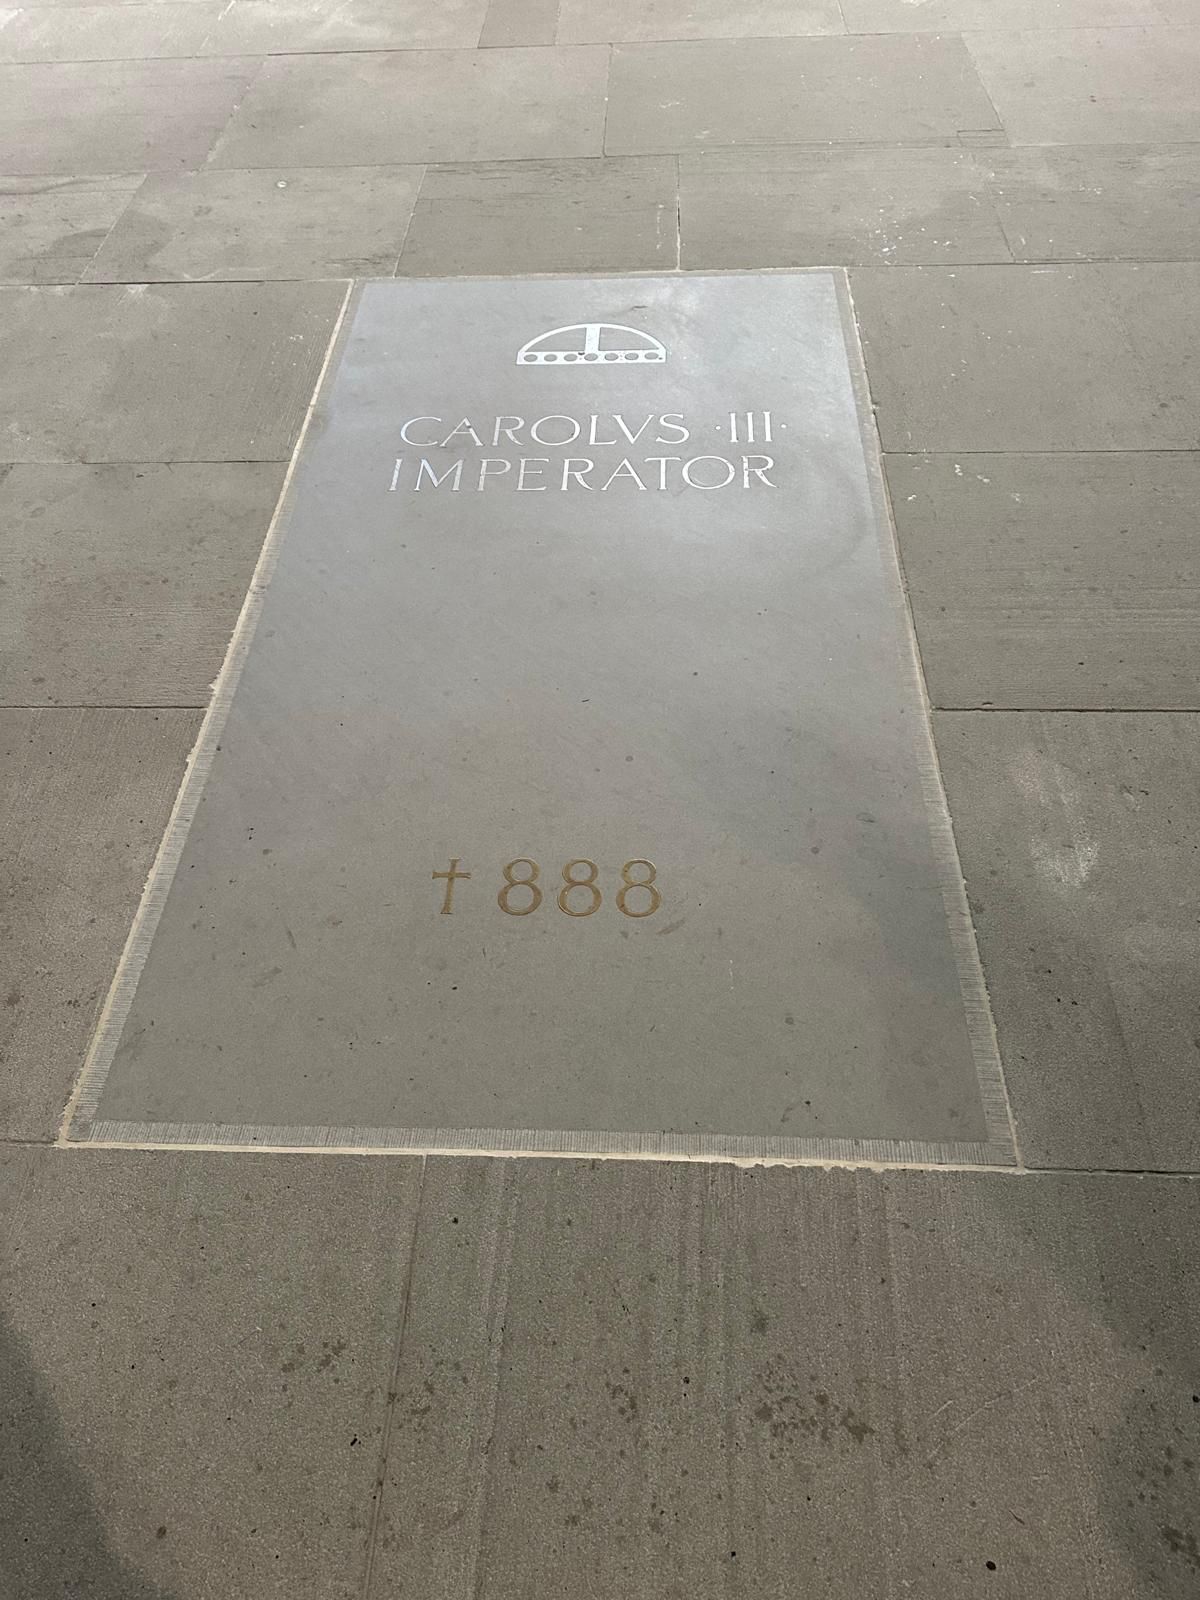 CAROLVS ·III·
IMPERATOR
†888